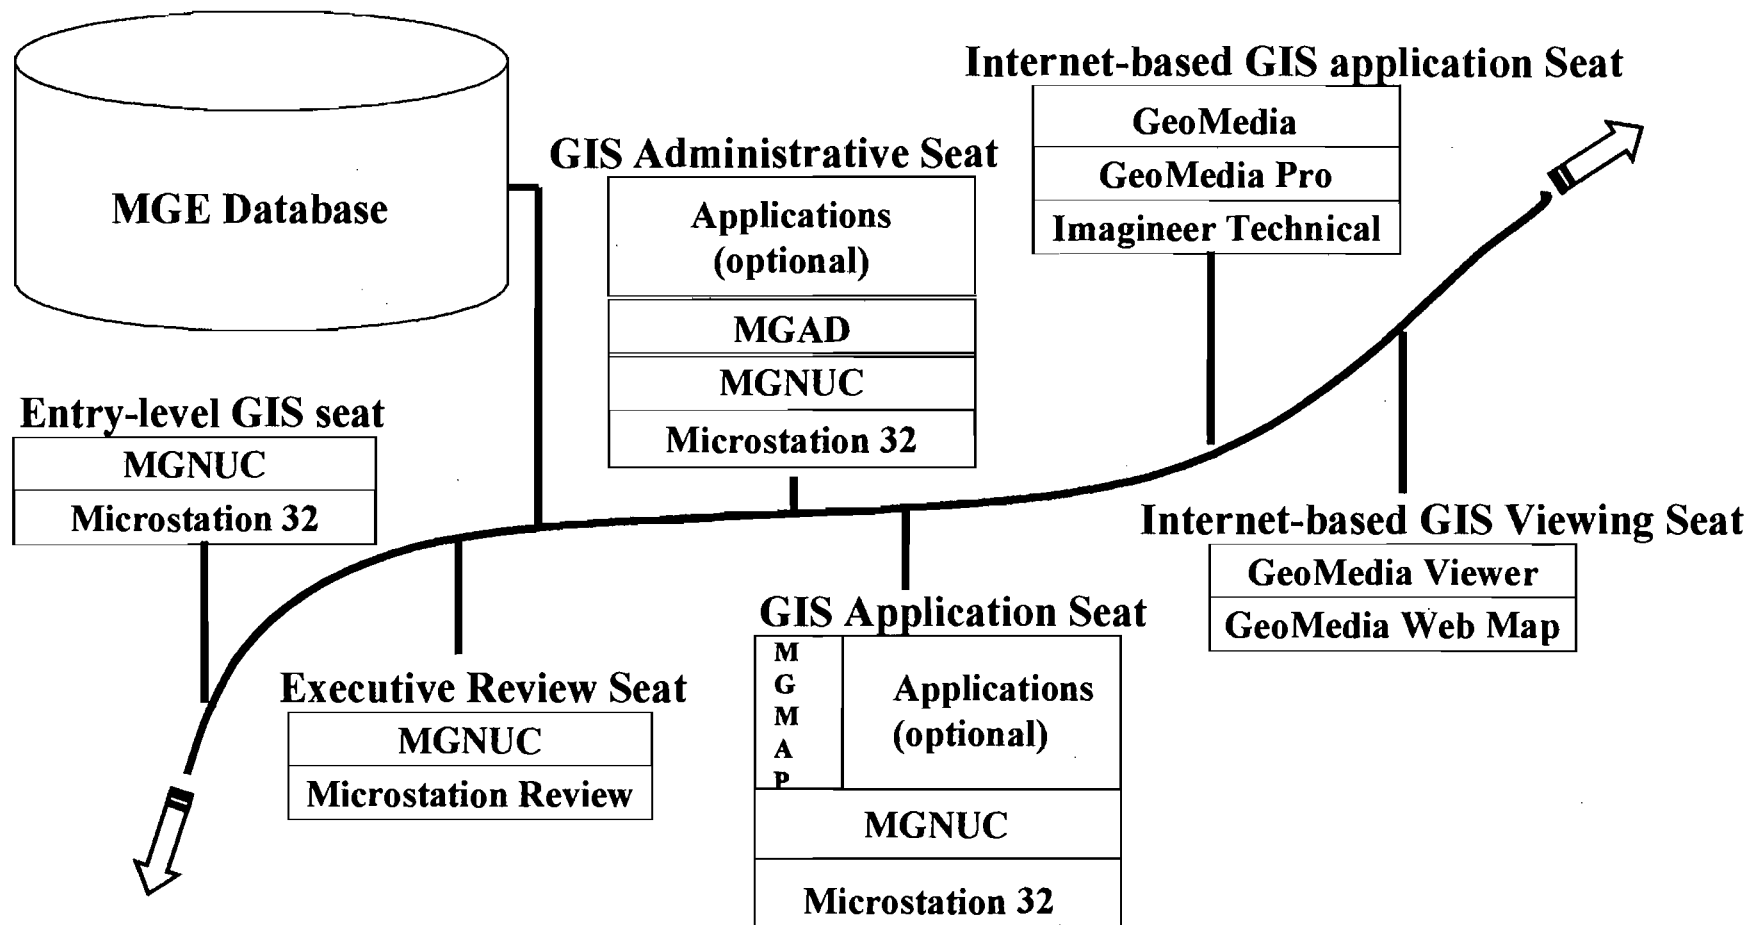 Internet-based GIS application Seat
GeoMedia
GeoMedia Pro
Imagineer Technical
GIS Administrative Seat
Applications
(optional)
MGAD
MGNUC
Microstation 32
MGE Database
Entry-level GIS seat
MGNUC
Microstation 32
Internet-based GIS Viewing Seat
GeoMedia Viewer
GeoMedia Web Map
Executive Review Seat
MGNUC
Microstation Review
GIS Application Seat
M
G
M
A
P
Applications
(optional)
MGNUC
Microstation 32